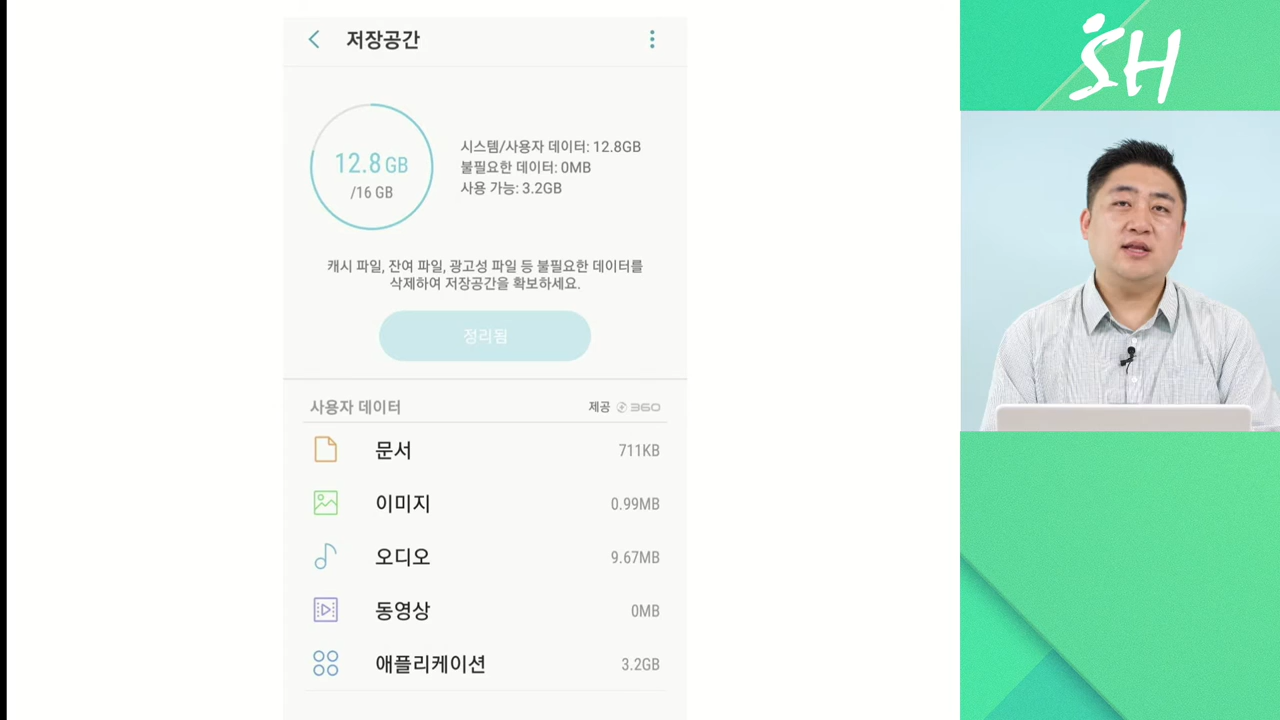 저장공간
SH
12.8 GB
/16 GB
시스템/사용자 데이터: 12.8GB
불필요한 데이터: 0MB
사용 가능: 3.2GB
캐시 파일, 잔여 파일, 광고성 파일 등 불필요한 데이터를
삭제하여 저장공간을 확보하세요.
정리됨
사용자 데이터 제공 360
문서 711KB
이미지 0.99MB
오디오 9.67MB
동영상 0MB
애플리케이션 3.2GB